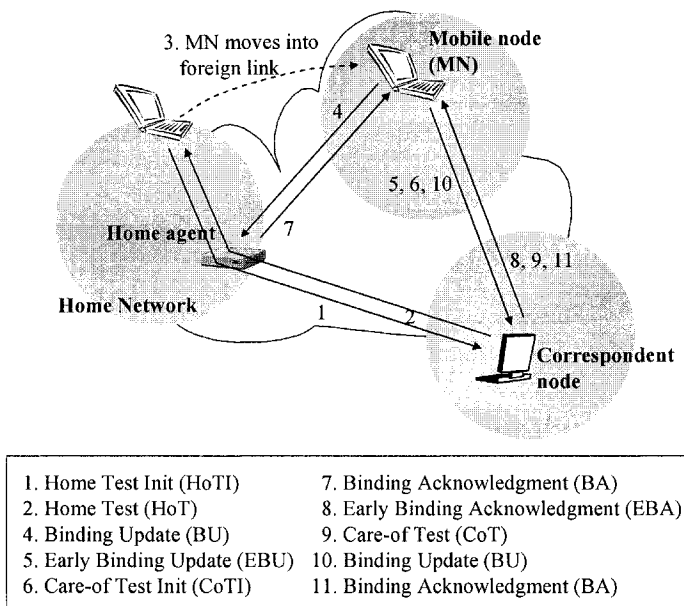 3. MN moves into
foreign link
Mobile node
(MN)
4
7
5, 6, 10
8, 9, 11
Home agent
Home Network
1
2
Correspondent
node
1. Home Test Init (HoTI)
2. Home Test (HoT)
4. Binding Update (BU)
5. Early Binding Update (EBU)
6. Care-of Test Init (CoTI)
7. Binding Acknowledgment (BA)
8. Early Binding Acknowledgment (EBA)
9. Care-of Test (CoT)
10. Binding Update (BU)
11. Binding Acknowledgment (BA)